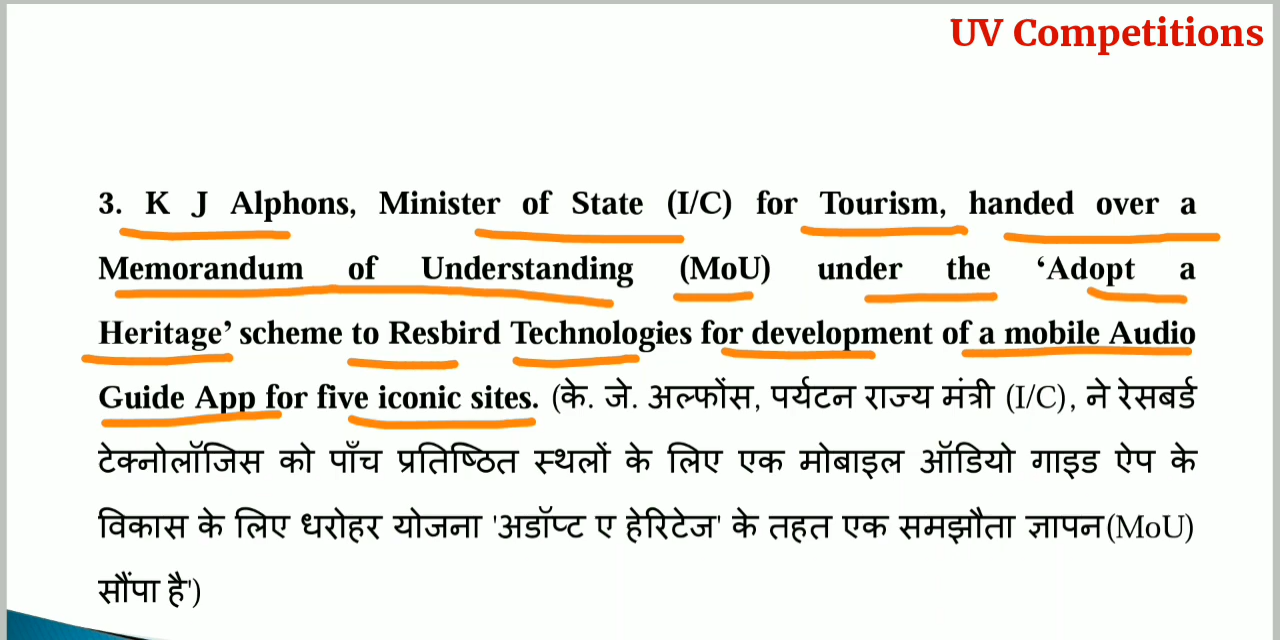 UV Competitions
3. K J Alphons, Minister of State (I/C) for Tourism, handed over a
Memorandum of Understanding (MoU) under the ‘Adopt a
Heritage’ scheme to Resbird Technologies for development of a mobile Audio
Guide App for five iconic sites. (के. जे. अल्फोंस, पर्यटन राज्य मंत्री (I/C), ने रेसबर्ड
टेक्नोलॉजिस को पाँच प्रतिष्ठित स्थलों के लिए एक मोबाइल ऑडियो गाइड ऐप के
विकास के लिए धरोहर योजना 'अडॉप्ट ए हेरिटेज' के तहत एक समझौता ज्ञापन(MoU)
सौंपा है')